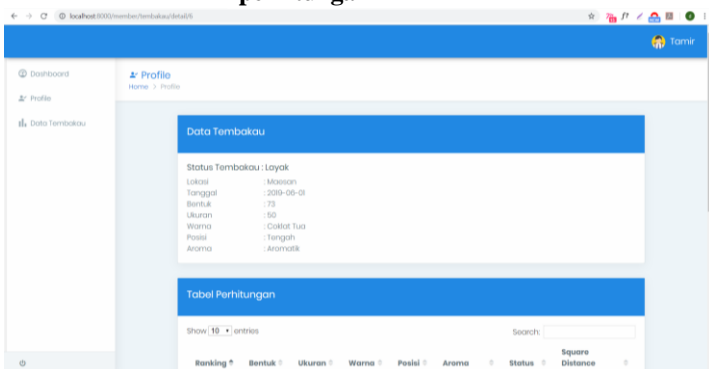 localhost:8000/member/tembakau/detail/6
Tamir
Dashboard
Profile
Data Tembakau
Profile
Home > Profile
Data Tembakau
Status Tembakau : Layak
Lokasi : Maesan
Tanggal : 2019-06-01
Bentuk : 73
Ukuran : 50
Warna : Coklat Tua
Posisi : Tengah
Aroma : Aromatik
Tabel Perhitungan
Show 10 entries
Search:
Ranking Bentuk Ukuran Warna Posisi Aroma Status Square Distance